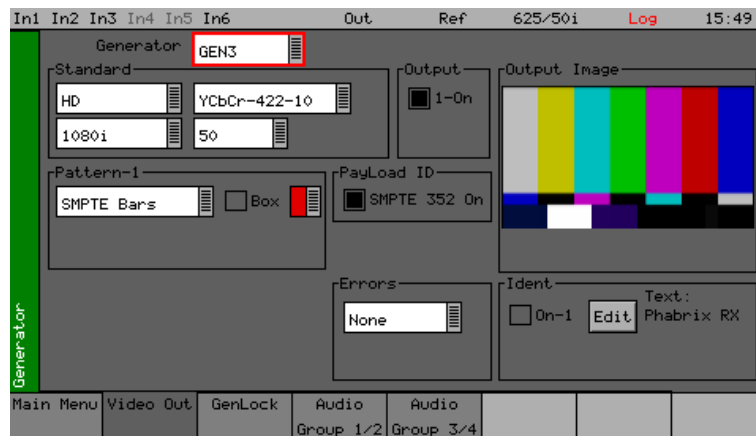 In1 In2 In3 In4 In5 In6 Out Ref 625/50i Log 15:49
Generator GEN3
Standard
HD YCbCr-422-10
1080i 50
Output
1-On
Output Image
Pattern-1
SMPTE Bars Box
PayLoad ID
SMPTE 352 On
Errors
None
Ident
On-1 Edit Text:
Phabrix RX
Generator
Main Menu Video Out GenLock Audio Group 1/2 Audio Group 3/4